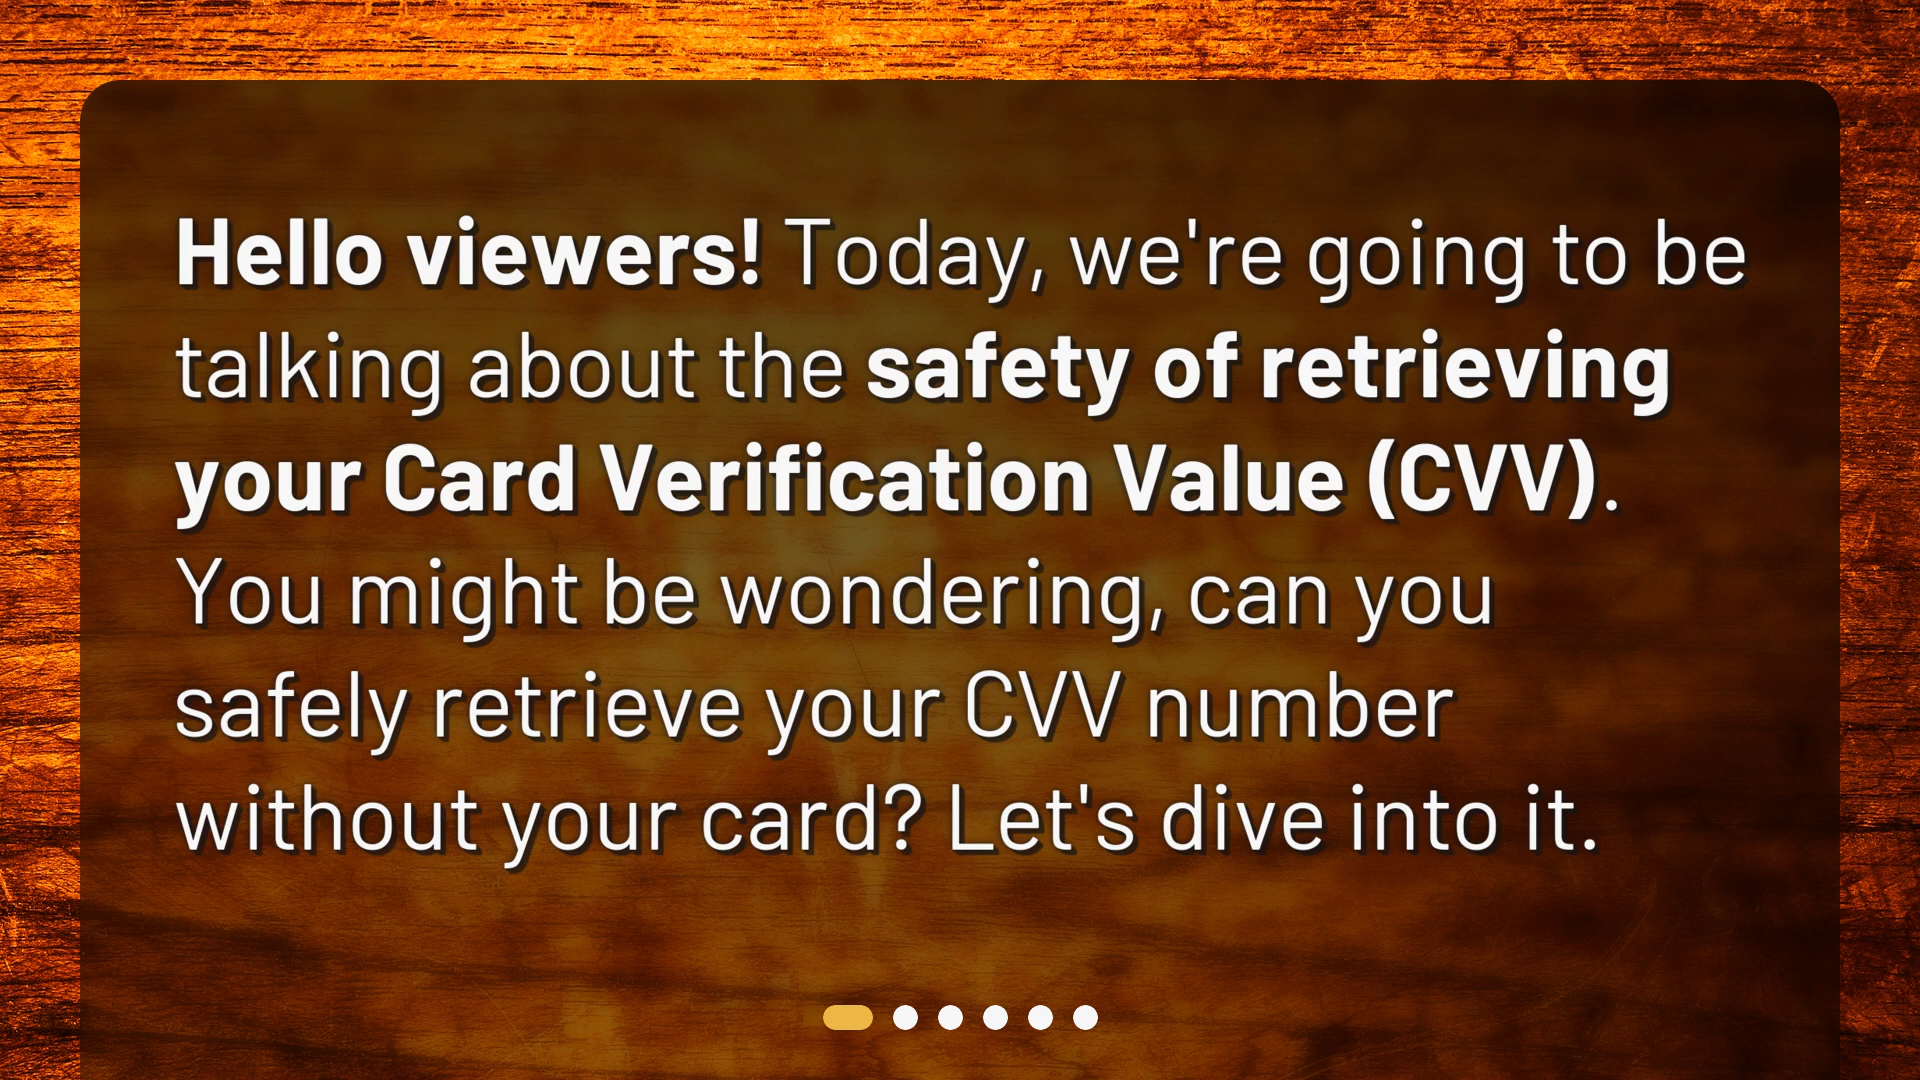 Hello viewers! Today, we're going to be
talking about the safety of retrieving
your Card Verification Value (CVV).
You might be wondering, can you
safely retrieve your CVV number
without your card? Let's dive into it.